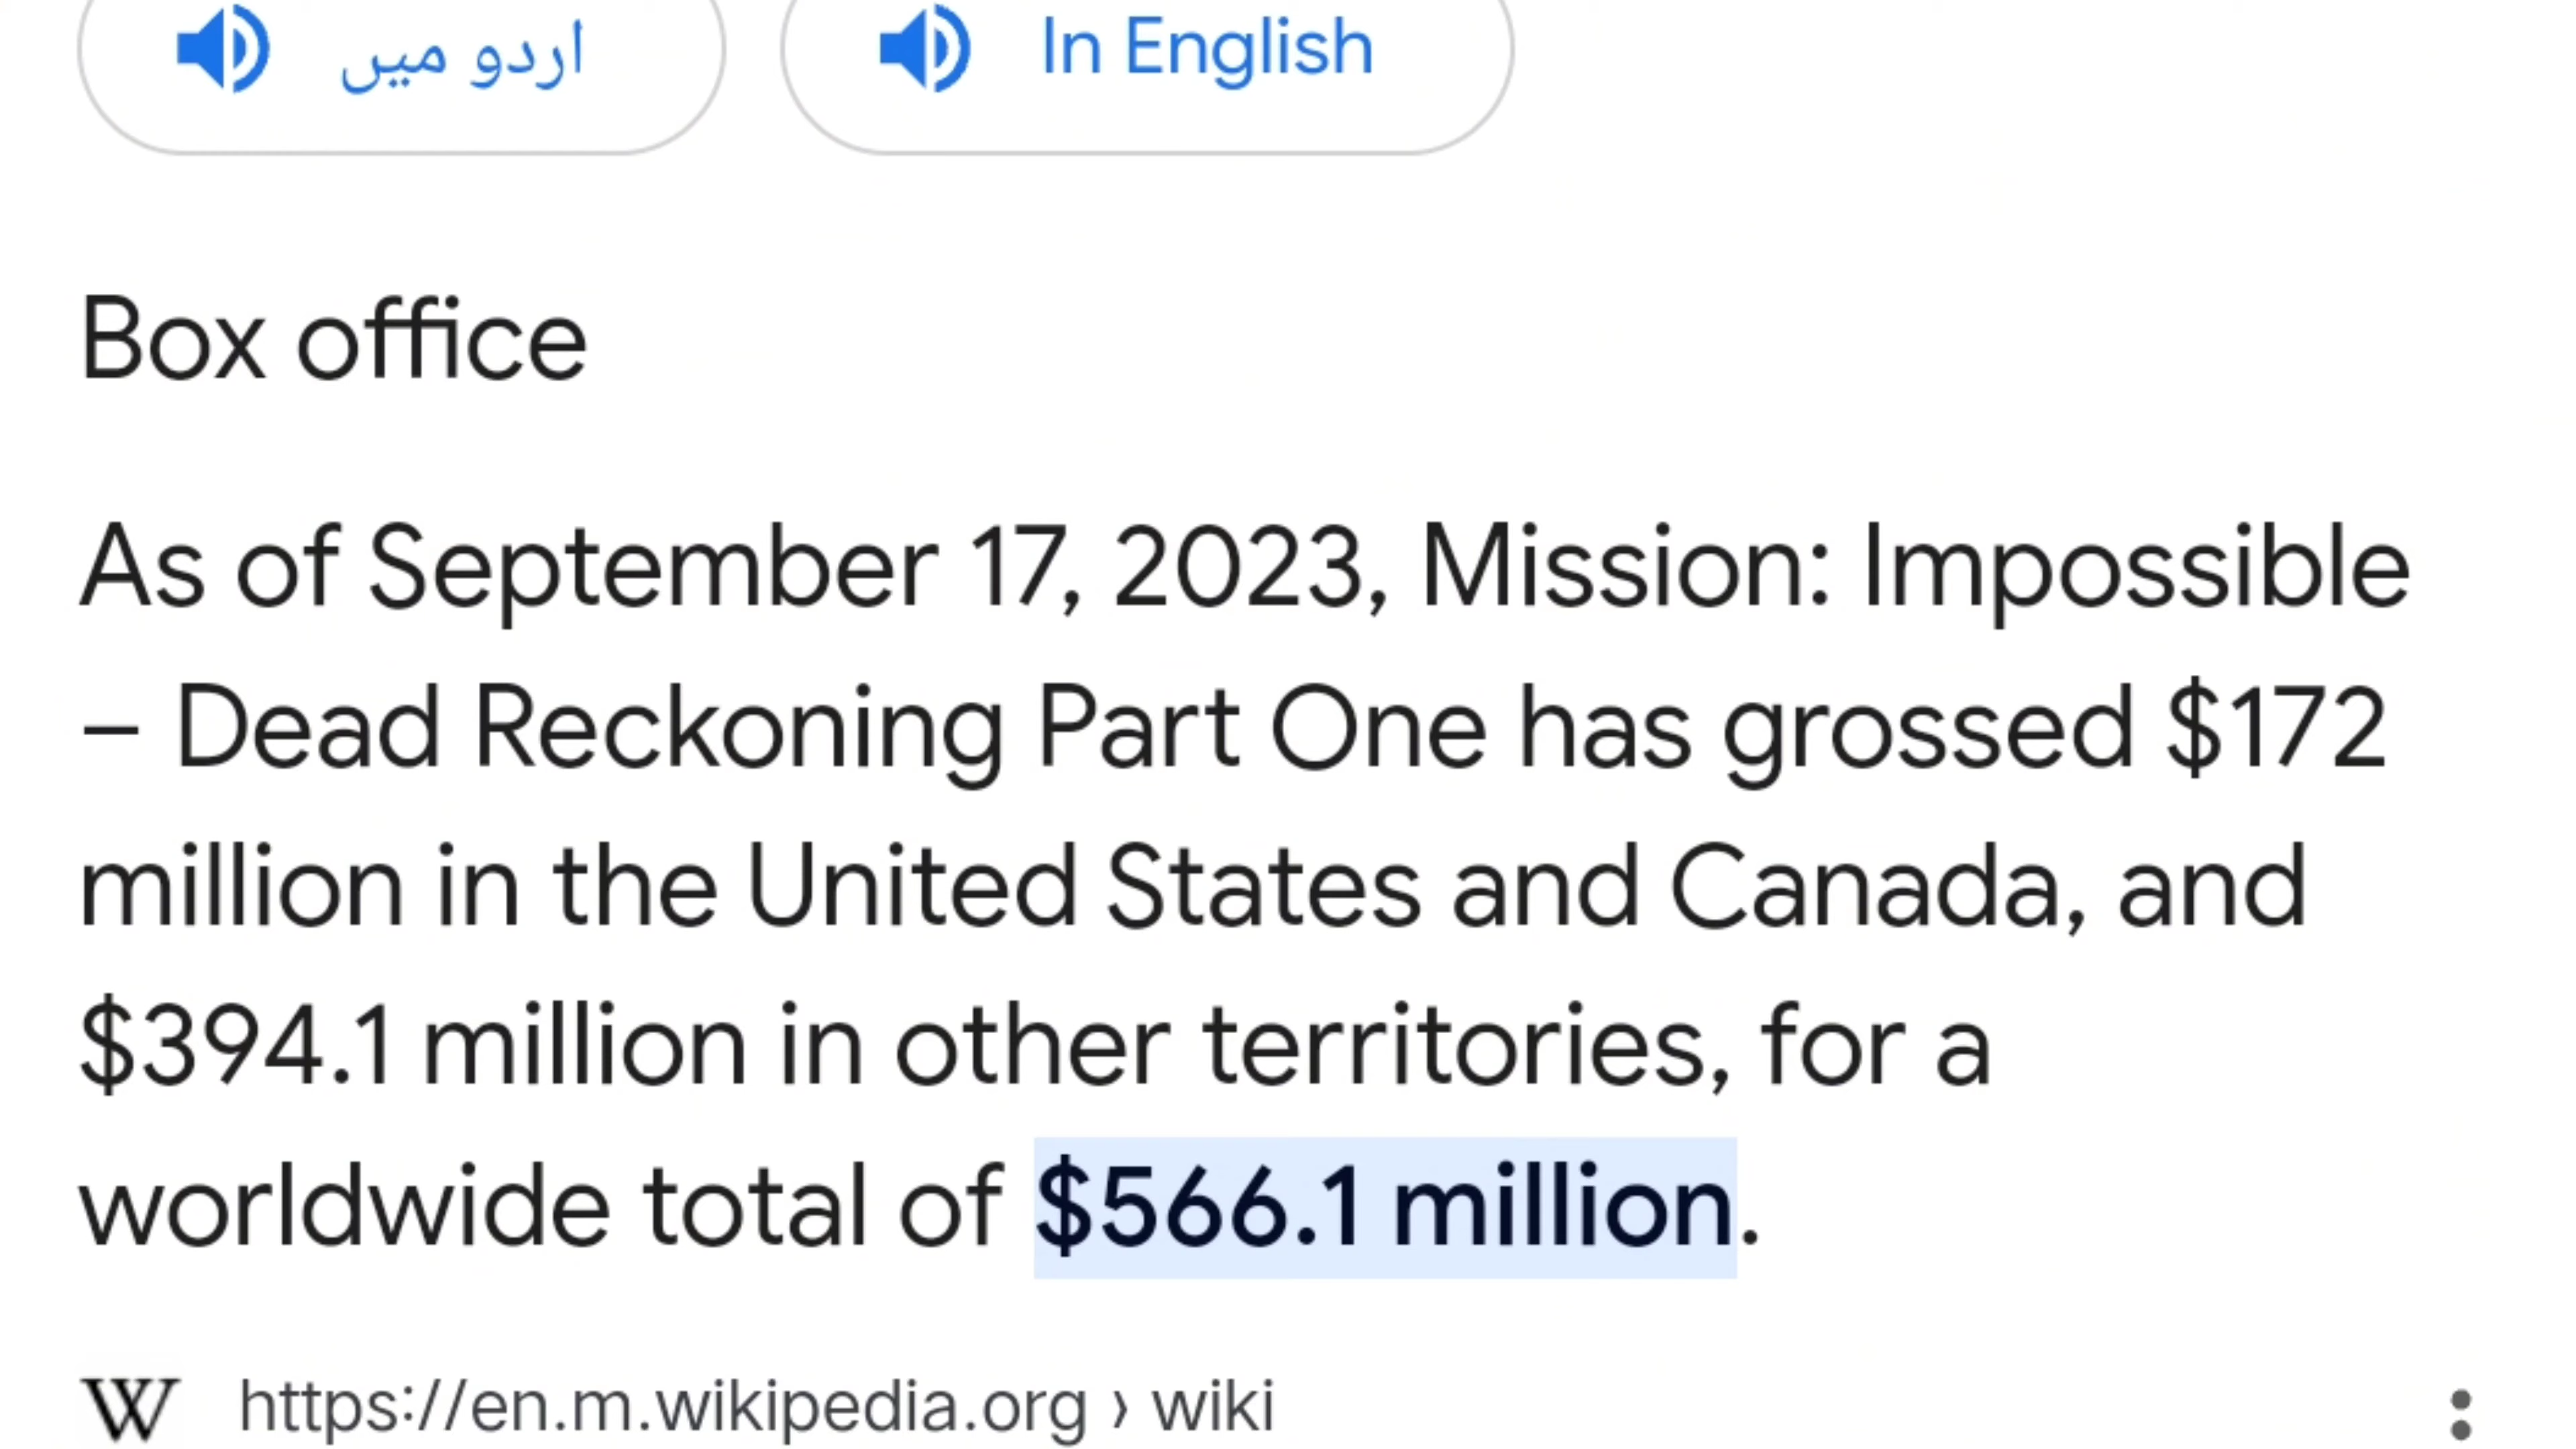 اردو میں
In English
Box office
As of September 17, 2023, Mission: Impossible
– Dead Reckoning Part One has grossed $172
million in the United States and Canada, and
$394.1 million in other territories, for a
worldwide total of $566.1 million.
W https://en.m.wikipedia.org › wiki